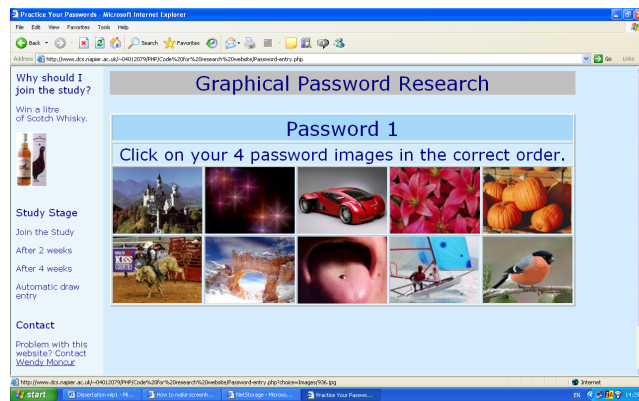 Practice Your Passwords - Microsoft Internet Explorer
File Edit View Favorites Tools Help
Back Search Favorites
Address http://www.dcs.napier.ac.uk/~04012079/PHP/Code%20for%20research%20website/Password-entry.php Go Links
Why should I
join the study?
Win a litre
of Scotch Whisky.
Study Stage
Join the Study
After 2 weeks
After 4 weeks
Automatic draw
entry
Contact
Problem with this
website? Contact
Wendy Moncur
Graphical Password Research
Password 1
Click on your 4 password images in the correct order.
KISS
COUNTRY
http://www.dcs.napier.ac.uk/~04012079/PHP/Code%20for%20research%20website/Password-entry.php?choice=Images/936.jpg Internet
start Dissertation wip1 - Mi... How to make screenh... NetStorage - Microso... Practice Your Passwo... EN 14:29